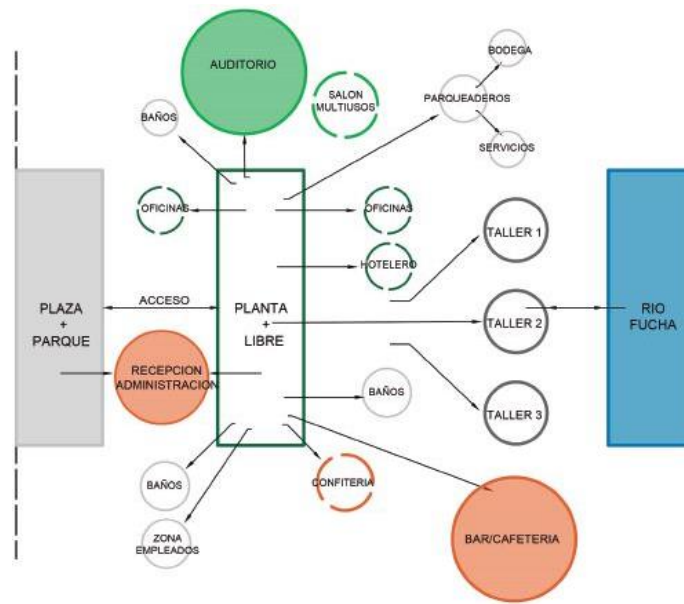 BODEGA
AUDITORIO
SALON
MULTIUSOS
PARQUEADEROS
BAÑOS
SERVICIOS
OFICINAS
OFICINAS
TALLER 1
HOTELERO
ACCESO
PLAZA
+
PARQUE
PLANTA
+
LIBRE
TALLER 2
RIO
FUCHA
RECEPCION
ADMINISTRACION
BAÑOS
TALLER 3
BAÑOS
CONFITERIA
ZONA
EMPLEADOS
BAR/CAFETERIA